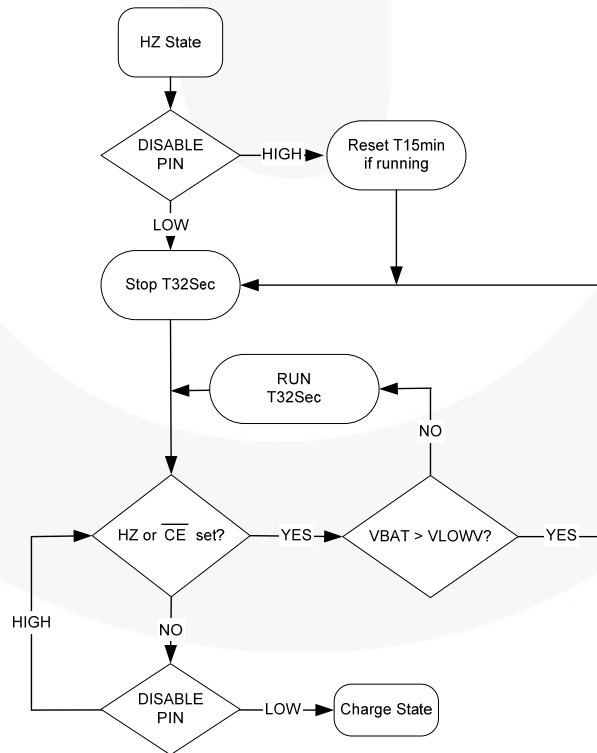 HZ State
DISABLE
PIN
HIGH
Reset T15min
if running
LOW
Stop T32Sec
RUN
T32Sec
NO
HZ or C̅E̅ set?
YES
VBAT > VLOWV?
YES
HIGH
NO
DISABLE
PIN
LOW
Charge State